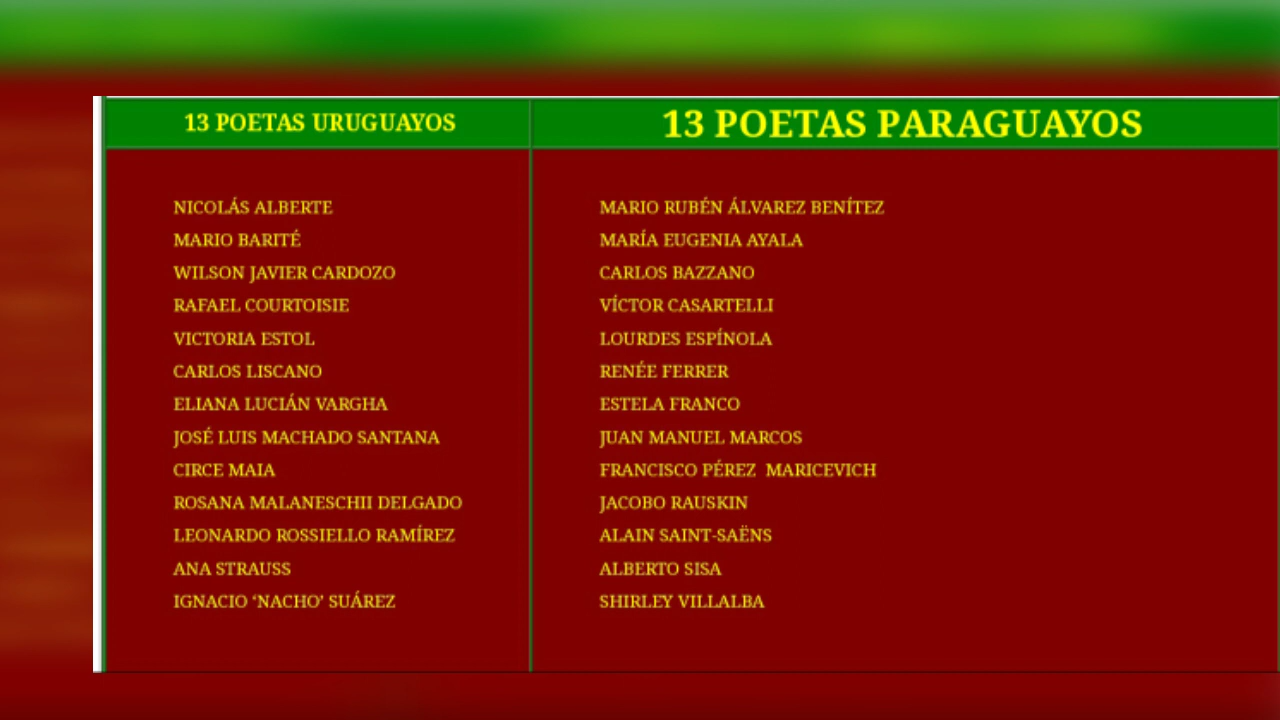 13 POETAS URUGUAYOS
NICOLÁS ALBERTE
MARIO BARITÉ
WILSON JAVIER CARDOZO
RAFAEL COURTOISIE
VICTORIA ESTOL
CARLOS LISCANO
ELIANA LUCIÁN VARGHA
JOSÉ LUIS MACHADO SANTANA
CIRCE MAIA
ROSANA MALANESCHII DELGADO
LEONARDO ROSSIELLO RAMÍREZ
ANA STRAUSS
IGNACIO ‘NACHO’ SUÁREZ
13 POETAS PARAGUAYOS
MARIO RUBÉN ÁLVAREZ BENÍTEZ
MARÍA EUGENIA AYALA
CARLOS BAZZANO
VÍCTOR CASARTELLI
LOURDES ESPÍNOLA
RENÉE FERRER
ESTELA FRANCO
JUAN MANUEL MARCOS
FRANCISCO PÉREZ  MARICEVICH
JACOBO RAUSKIN
ALAIN SAINT-SAËNS
ALBERTO SISA
SHIRLEY VILLALBA